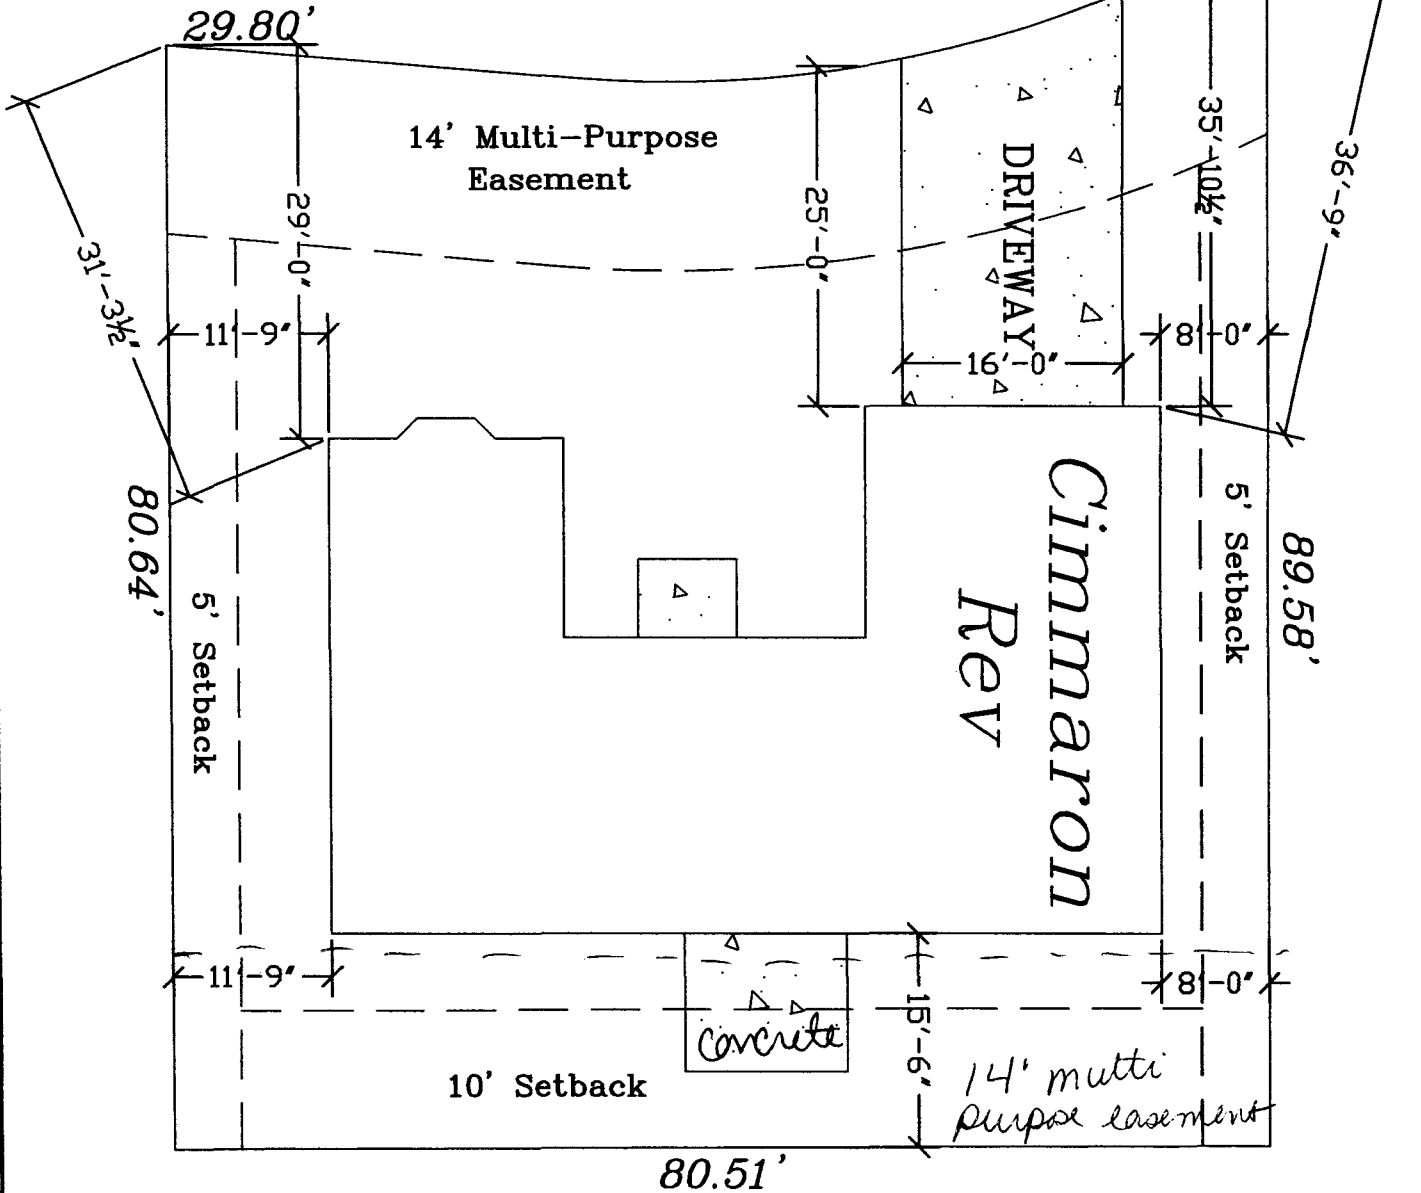 29.80'
14' Multi-Purpose
Easement
29'-0"
25'-0"
DRIVEWAY
35'-10½"
36'-9"
31'-3½"
11'-9"
16'-0"
8'-0"
80.64'
5' Setback
Cimmaron
Rev
5' Setback
89.58'
11'-9"
8'-0"
concrete
15'-6"
10' Setback
14' multi
purpose easement
80.51'